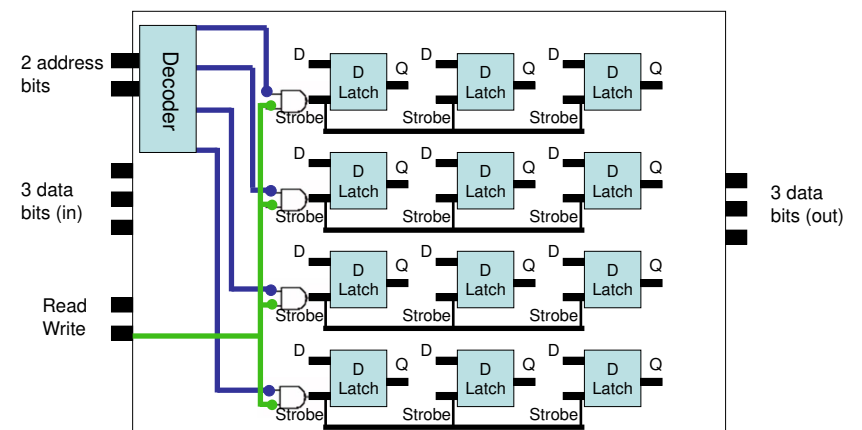 Decoder
2 address
bits
3 data
bits (in)
Read
Write
D D Latch Q D D Latch Q D D Latch Q
Strobe Strobe Strobe
D D Latch Q D D Latch Q D D Latch Q
Strobe Strobe Strobe
D D Latch Q D D Latch Q D D Latch Q
Strobe Strobe Strobe
D D Latch Q D D Latch Q D D Latch Q
Strobe Strobe Strobe
3 data
bits (out)